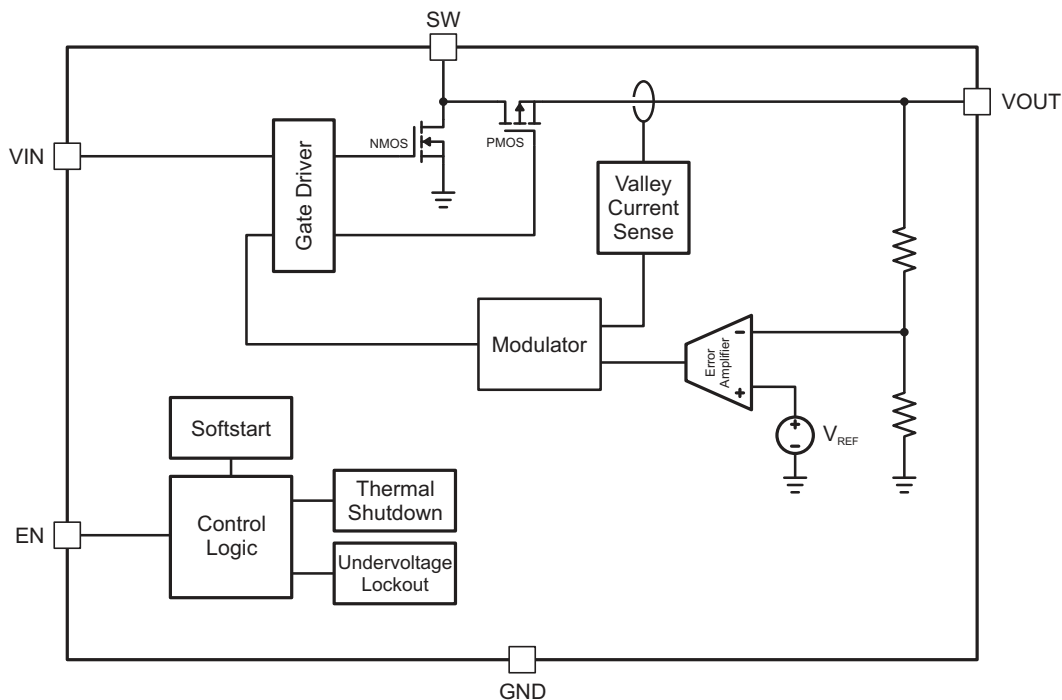 SW
VOUT
VIN
Gate Driver
NMOS
PMOS
Valley
Current
Sense
Modulator
Error
Amplifier
VREF
Softstart
EN
Control
Logic
Thermal
Shutdown
Undervoltage
Lockout
GND